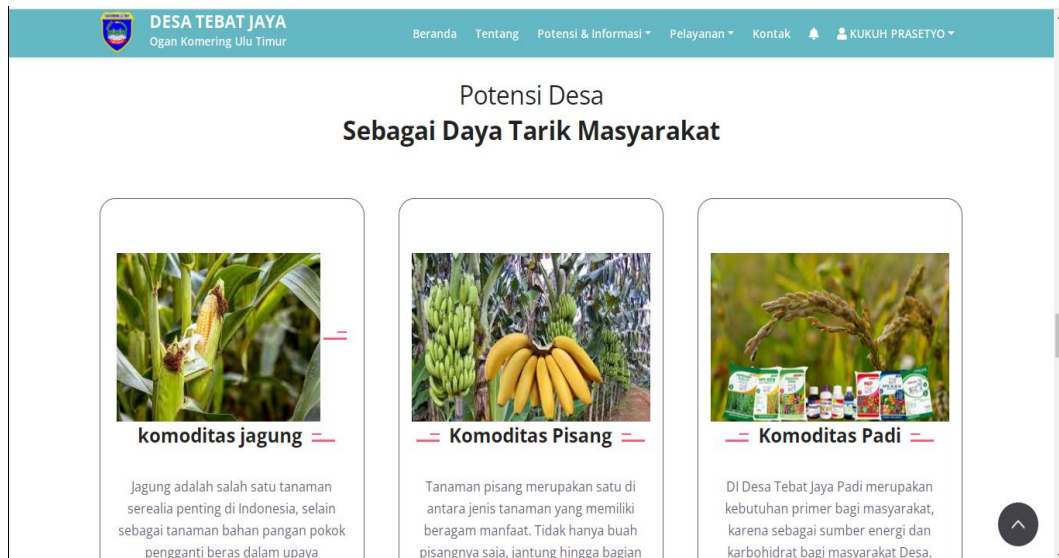 DESA TEBAT JAYA
Ogan Komering Ulu Timur
Beranda Tentang Potensi & Informasi Pelayanan Kontak KUKUH PRASETYO
Potensi Desa
Sebagai Daya Tarik Masyarakat
komoditas jagung
Jagung adalah salah satu tanaman
serealia penting di Indonesia, selain
sebagai tanaman bahan pangan pokok
pengganti beras dalam upaya
Komoditas Pisang
Tanaman pisang merupakan satu di
antara jenis tanaman yang memiliki
beragam manfaat. Tidak hanya buah
pisangnya saja, jantung hingga bagian
Komoditas Padi
DI Desa Tebat Jaya Padi merupakan
kebutuhan primer bagi masyarakat,
karena sebagai sumber energi dan
karbohidrat bagi masyarakat Desa.